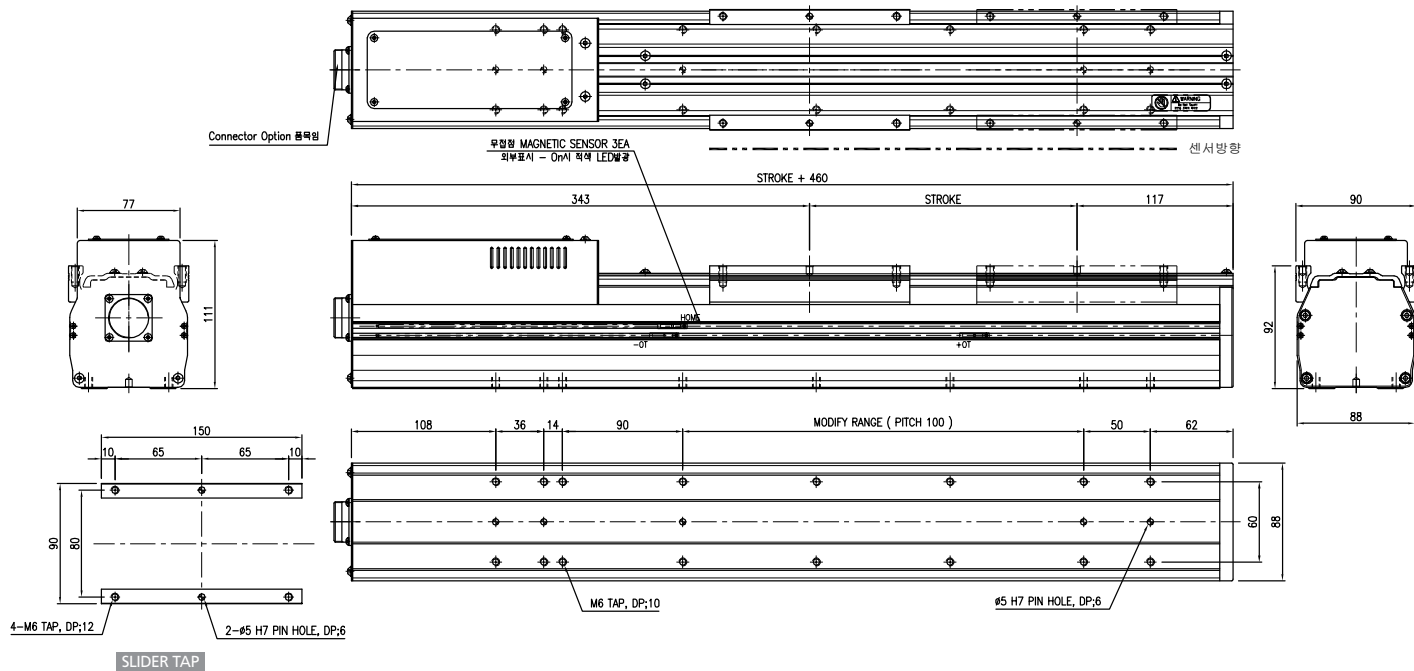 WARNING
Connector Option 품목임
무접점 MAGNETIC SENSOR 3EA
외부표시 - On시 적색 LED발광
센서방향
STROKE + 460
343
STROKE
117
77
111
HOME
-OT
+OT
90
92
88
108
36
14
90
MODIFY RANGE ( PITCH 100 )
50
62
60
88
M6 TAP, DP;10
ø5 H7 PIN HOLE, DP;6
150
10
65
65
10
90
80
4-M6 TAP, DP;12
2-ø5 H7 PIN HOLE, DP;6
SLIDER TAP